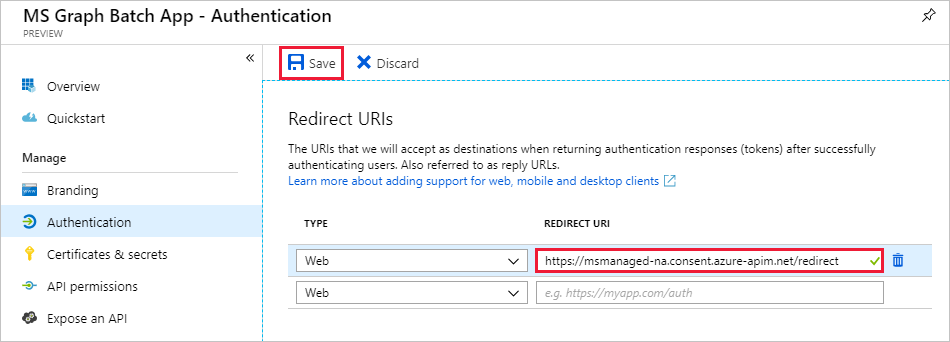 MS Graph Batch App - Authentication
PREVIEW
«
Save
Discard
Overview
Quickstart
Manage
Branding
Authentication
Certificates & secrets
API permissions
Expose an API
Redirect URIs
The URIs that we will accept as destinations when returning authentication responses (tokens) after successfully
authenticating users. Also referred to as reply URLs.
Learn more about adding support for web, mobile and desktop clients
TYPE
REDIRECT URI
Web
https://msmanaged-na.consent.azure-apim.net/redirect
Web
e.g. https://myapp.com/auth